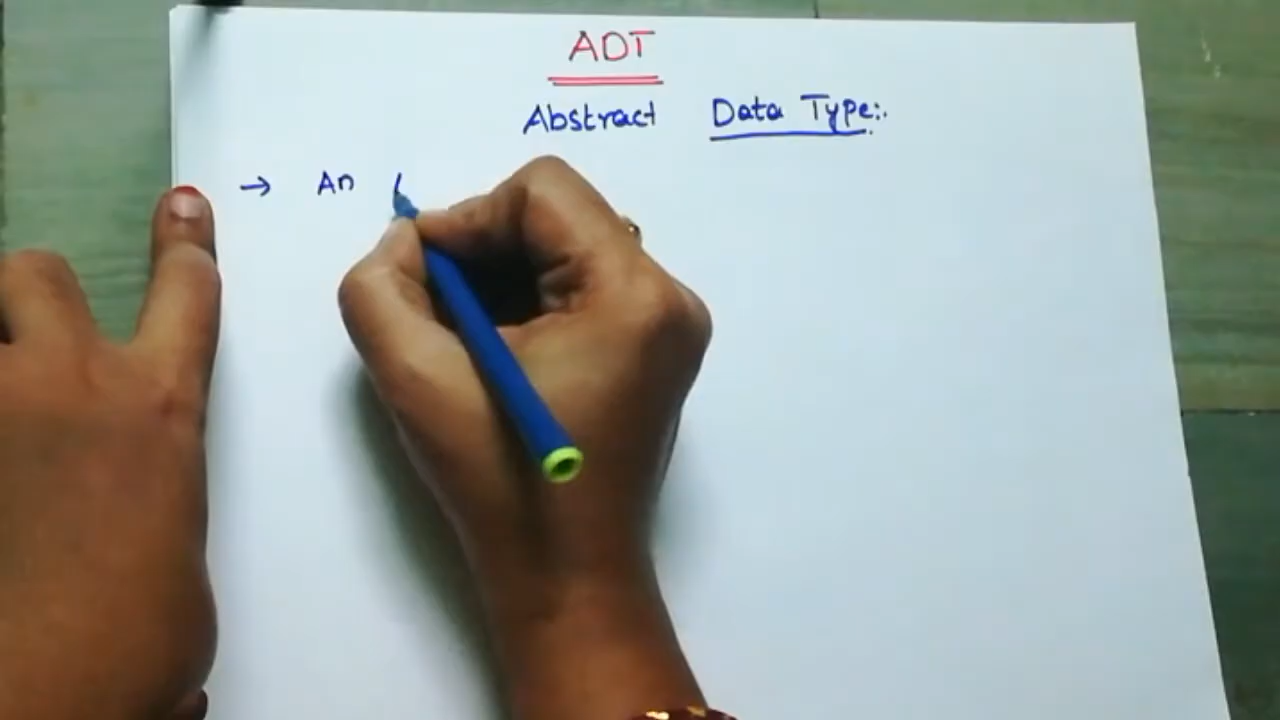 ADT
Abstract Data Type:.
→ An